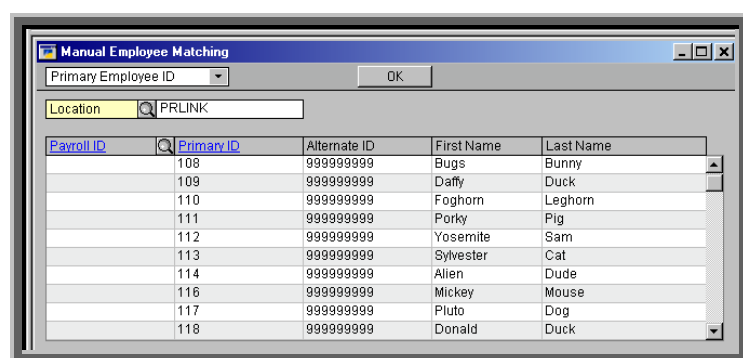 Manual Employee Matching
Primary Employee ID OK
Location PRLINK
Payroll ID Primary ID Alternate ID First Name Last Name
108 999999999 Bugs Bunny
109 999999999 Daffy Duck
110 999999999 Foghorn Leghorn
111 999999999 Porky Pig
112 999999999 Yosemite Sam
113 999999999 Sylvester Cat
114 999999999 Alien Dude
116 999999999 Mickey Mouse
117 999999999 Pluto Dog
118 999999999 Donald Duck